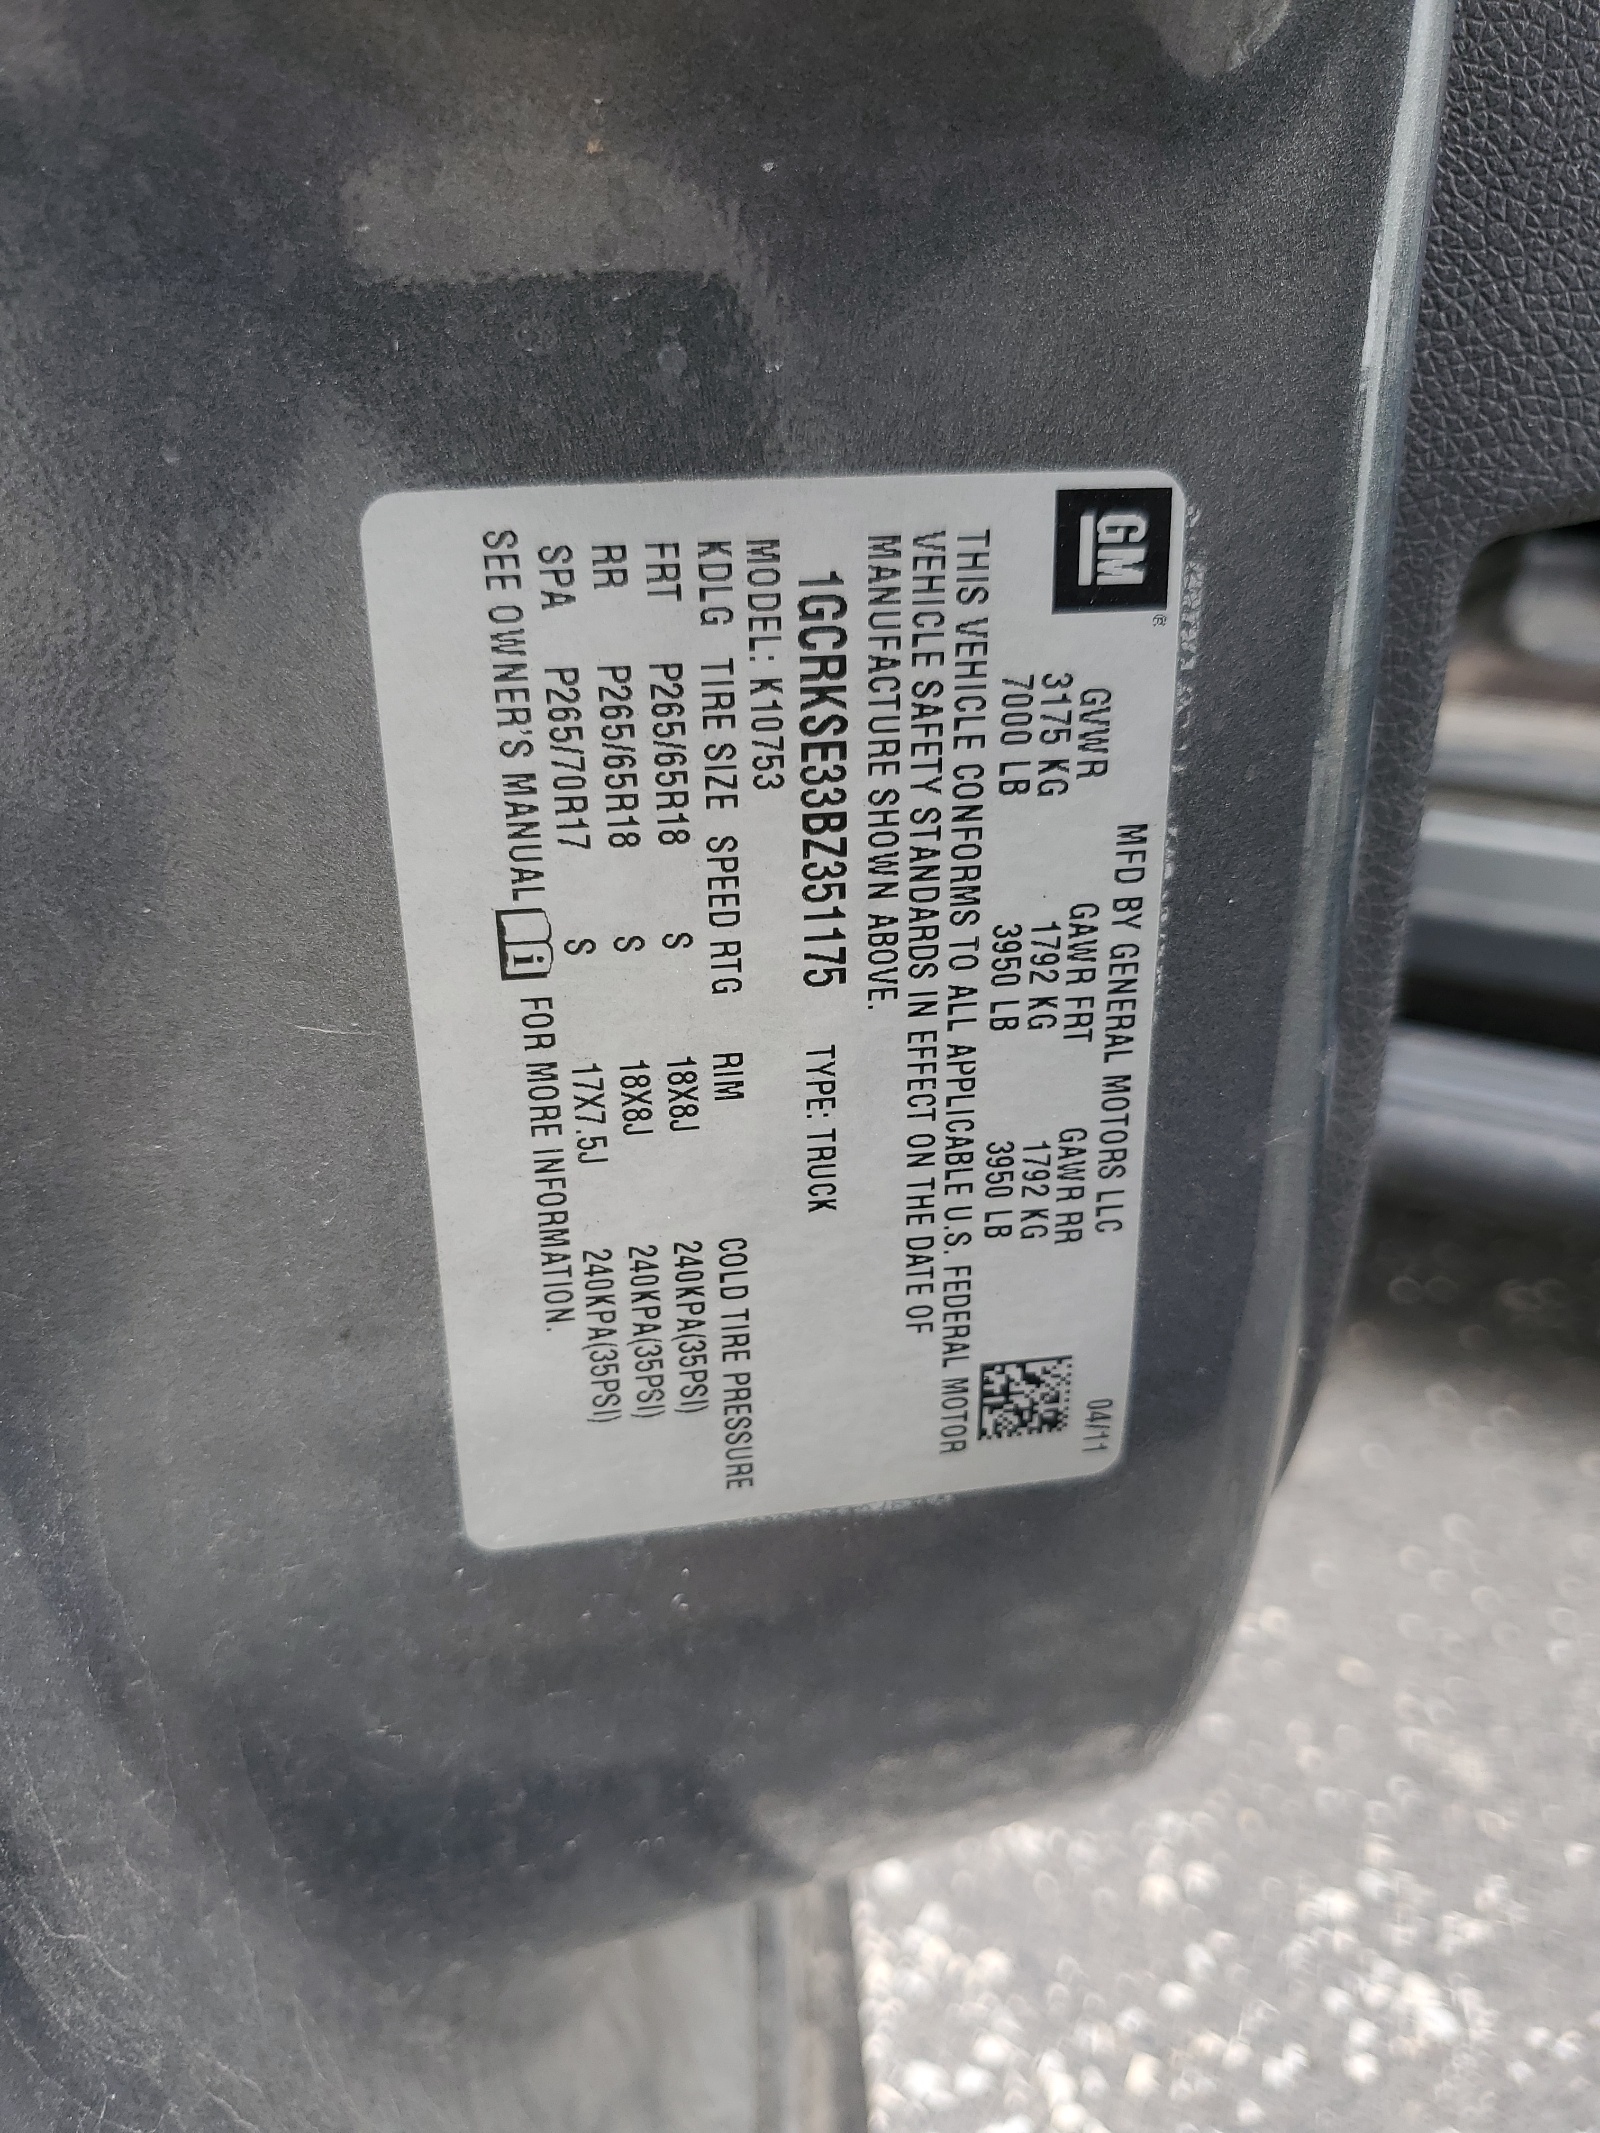 GM®
MFD BY GENERAL MOTORS LLC 04/11
GVWR GAWR FRT GAWR RR
3175 KG 1792 KG 1792 KG
7000 LB 3950 LB 3950 LB
THIS VEHICLE CONFORMS TO ALL APPLICABLE U.S. FEDERAL MOTOR
VEHICLE SAFETY STANDARDS IN EFFECT ON THE DATE OF
MANUFACTURE SHOWN ABOVE.
1GCRKSE33BZ351175 TYPE: TRUCK
MODEL: K10753
KDLG TIRE SIZE SPEED RTG RIM COLD TIRE PRESSURE
FRT P265/65R18 S 18X8J 240KPA(35PSI)
RR P265/65R18 S 18X8J 240KPA(35PSI)
SPA P265/70R17 S 17X7.5J 240KPA(35PSI)
SEE OWNER'S MANUAL i FOR MORE INFORMATION.